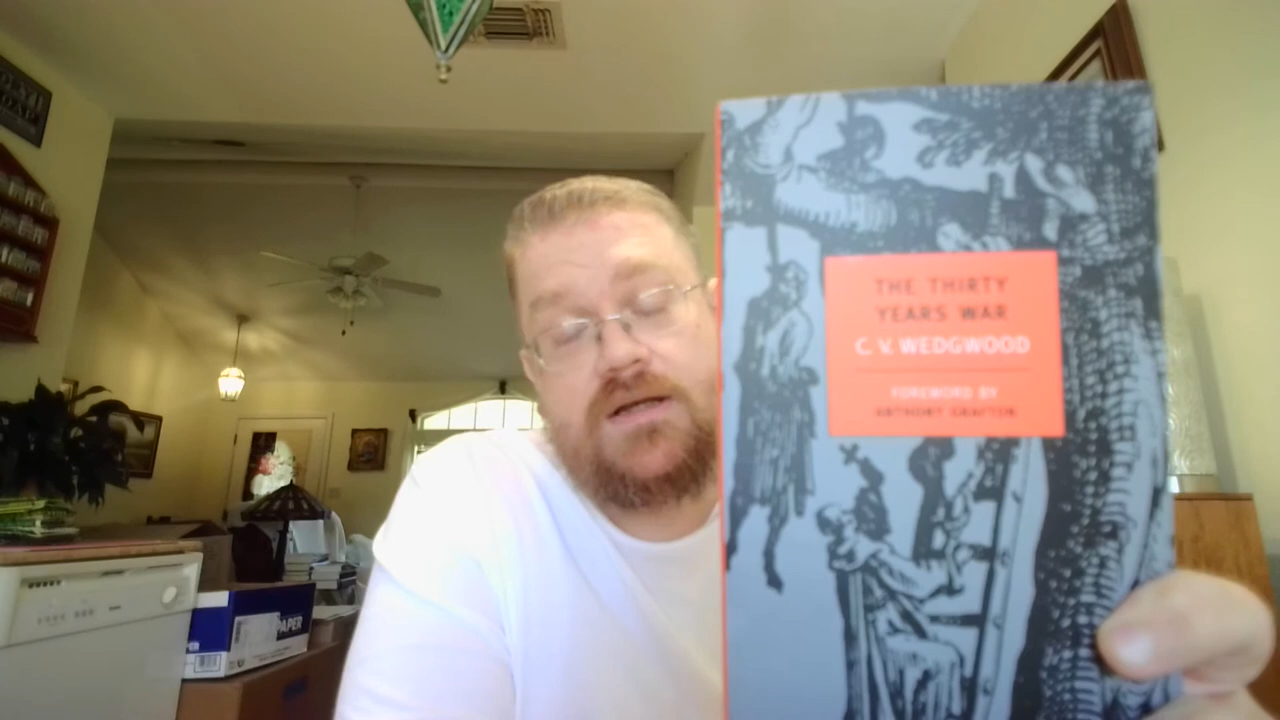 THE THIRTY
YEARS WAR
C. V. WEDGWOOD
FOREWORD BY
ANTHONY GRAFTON
PAPER